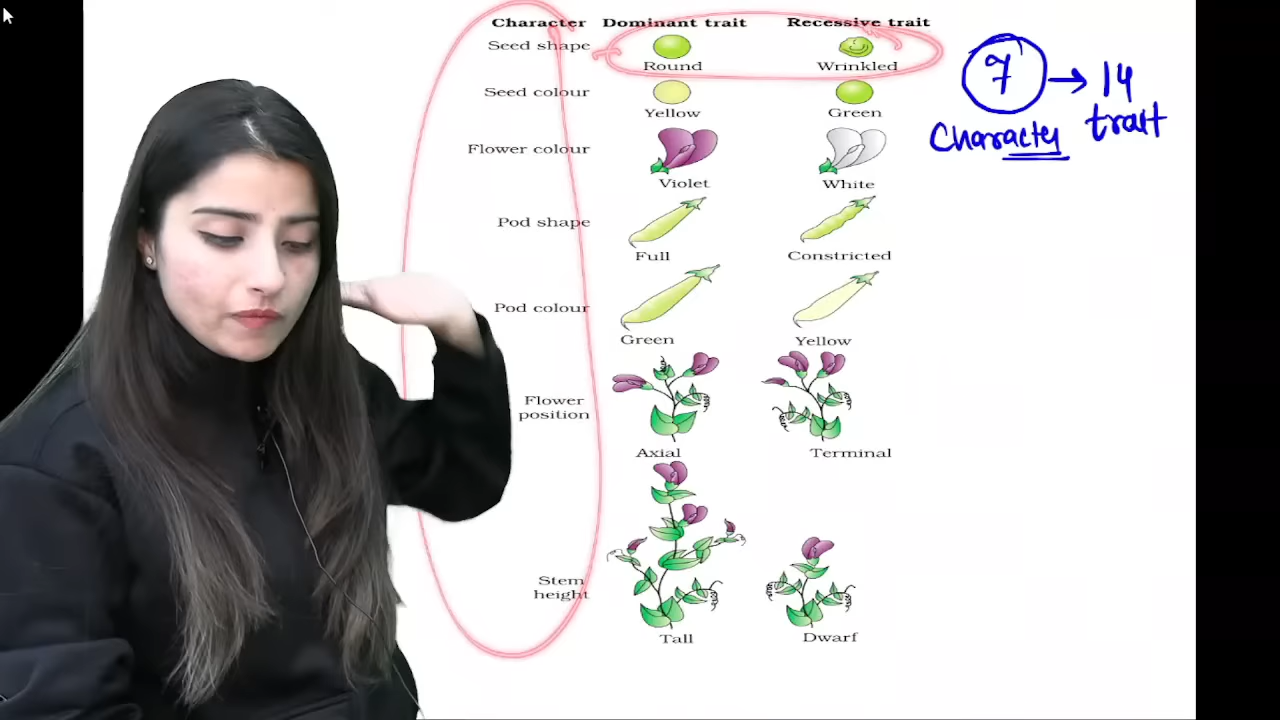 Character Dominant trait Recessive trait
Seed shape
Round Wrinkled
Seed colour
Yellow Green
Flower colour
Violet White
Pod shape
Full Constricted
Pod colour
Green Yellow
Flower
position
Axial Terminal
Stem
height
Tall Dwarf
7 → 14
Character trait